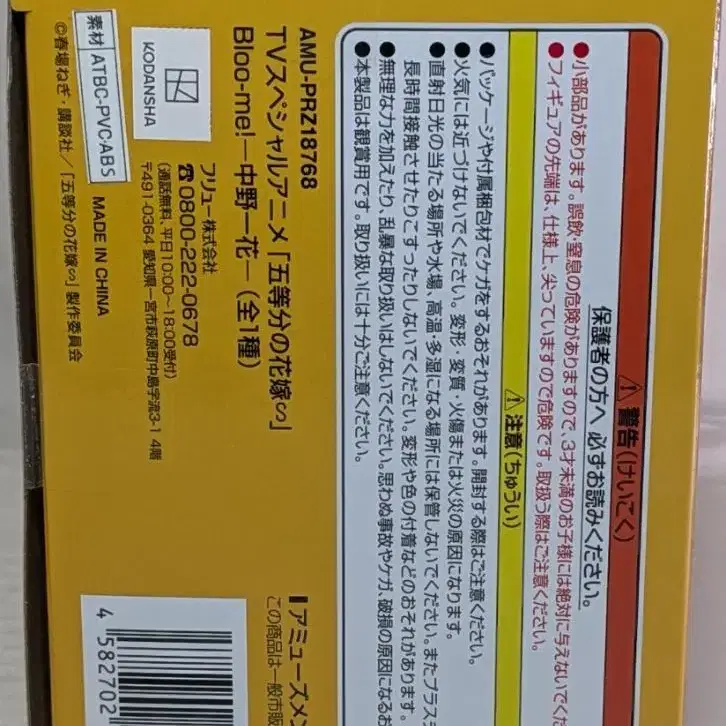 ⚠ 警告(けいこく)
保護者の方へ 必ずお読みください。
●小部品があります。誤飲・窒息の危険がありますので、3才未満のお子様には絶対に与えないでくだ
●フィギュアの先端は、仕様上、尖っていますので危険です。取扱う際はご注意ください。
⚠ 注意(ちゅうい)
●パッケージや付属梱包材でケガをするおそれがあります。開封する際はご注意ください。
●火気には近づけないでください。変形・変質・火傷または火災の原因になります。
●直射日光の当たる場所や水場、高温・多湿になる場所には保管しないでください。またプラスチ
長時間接触させたりこすったりしないでください。変形や色の付着などのおそれがあります。
●無理な力を加えたり、乱暴な取り扱いはしないでください。思わぬ事故やケガ、破損の原因になるお
●本製品は観賞用です。取り扱いには十分ご注意ください。
AMU-PRZ18768
TVスペシャルアニメ「五等分の花嫁∽」
Bloo-me!ー中野一花ー(全1種)
KODANSHA
フリュー株式会社
☎0800-222-0678
(通話無料、平日10:00〜18:00受付)
〒491-0364 愛知県一宮市萩原町中島字流3-1 4階
素材 ATBC-PVC・ABS
MADE IN CHINA
©春場ねぎ・講談社/「五等分の花嫁∽」製作委員会
アミューズメン
この商品は一般市販
4 582702